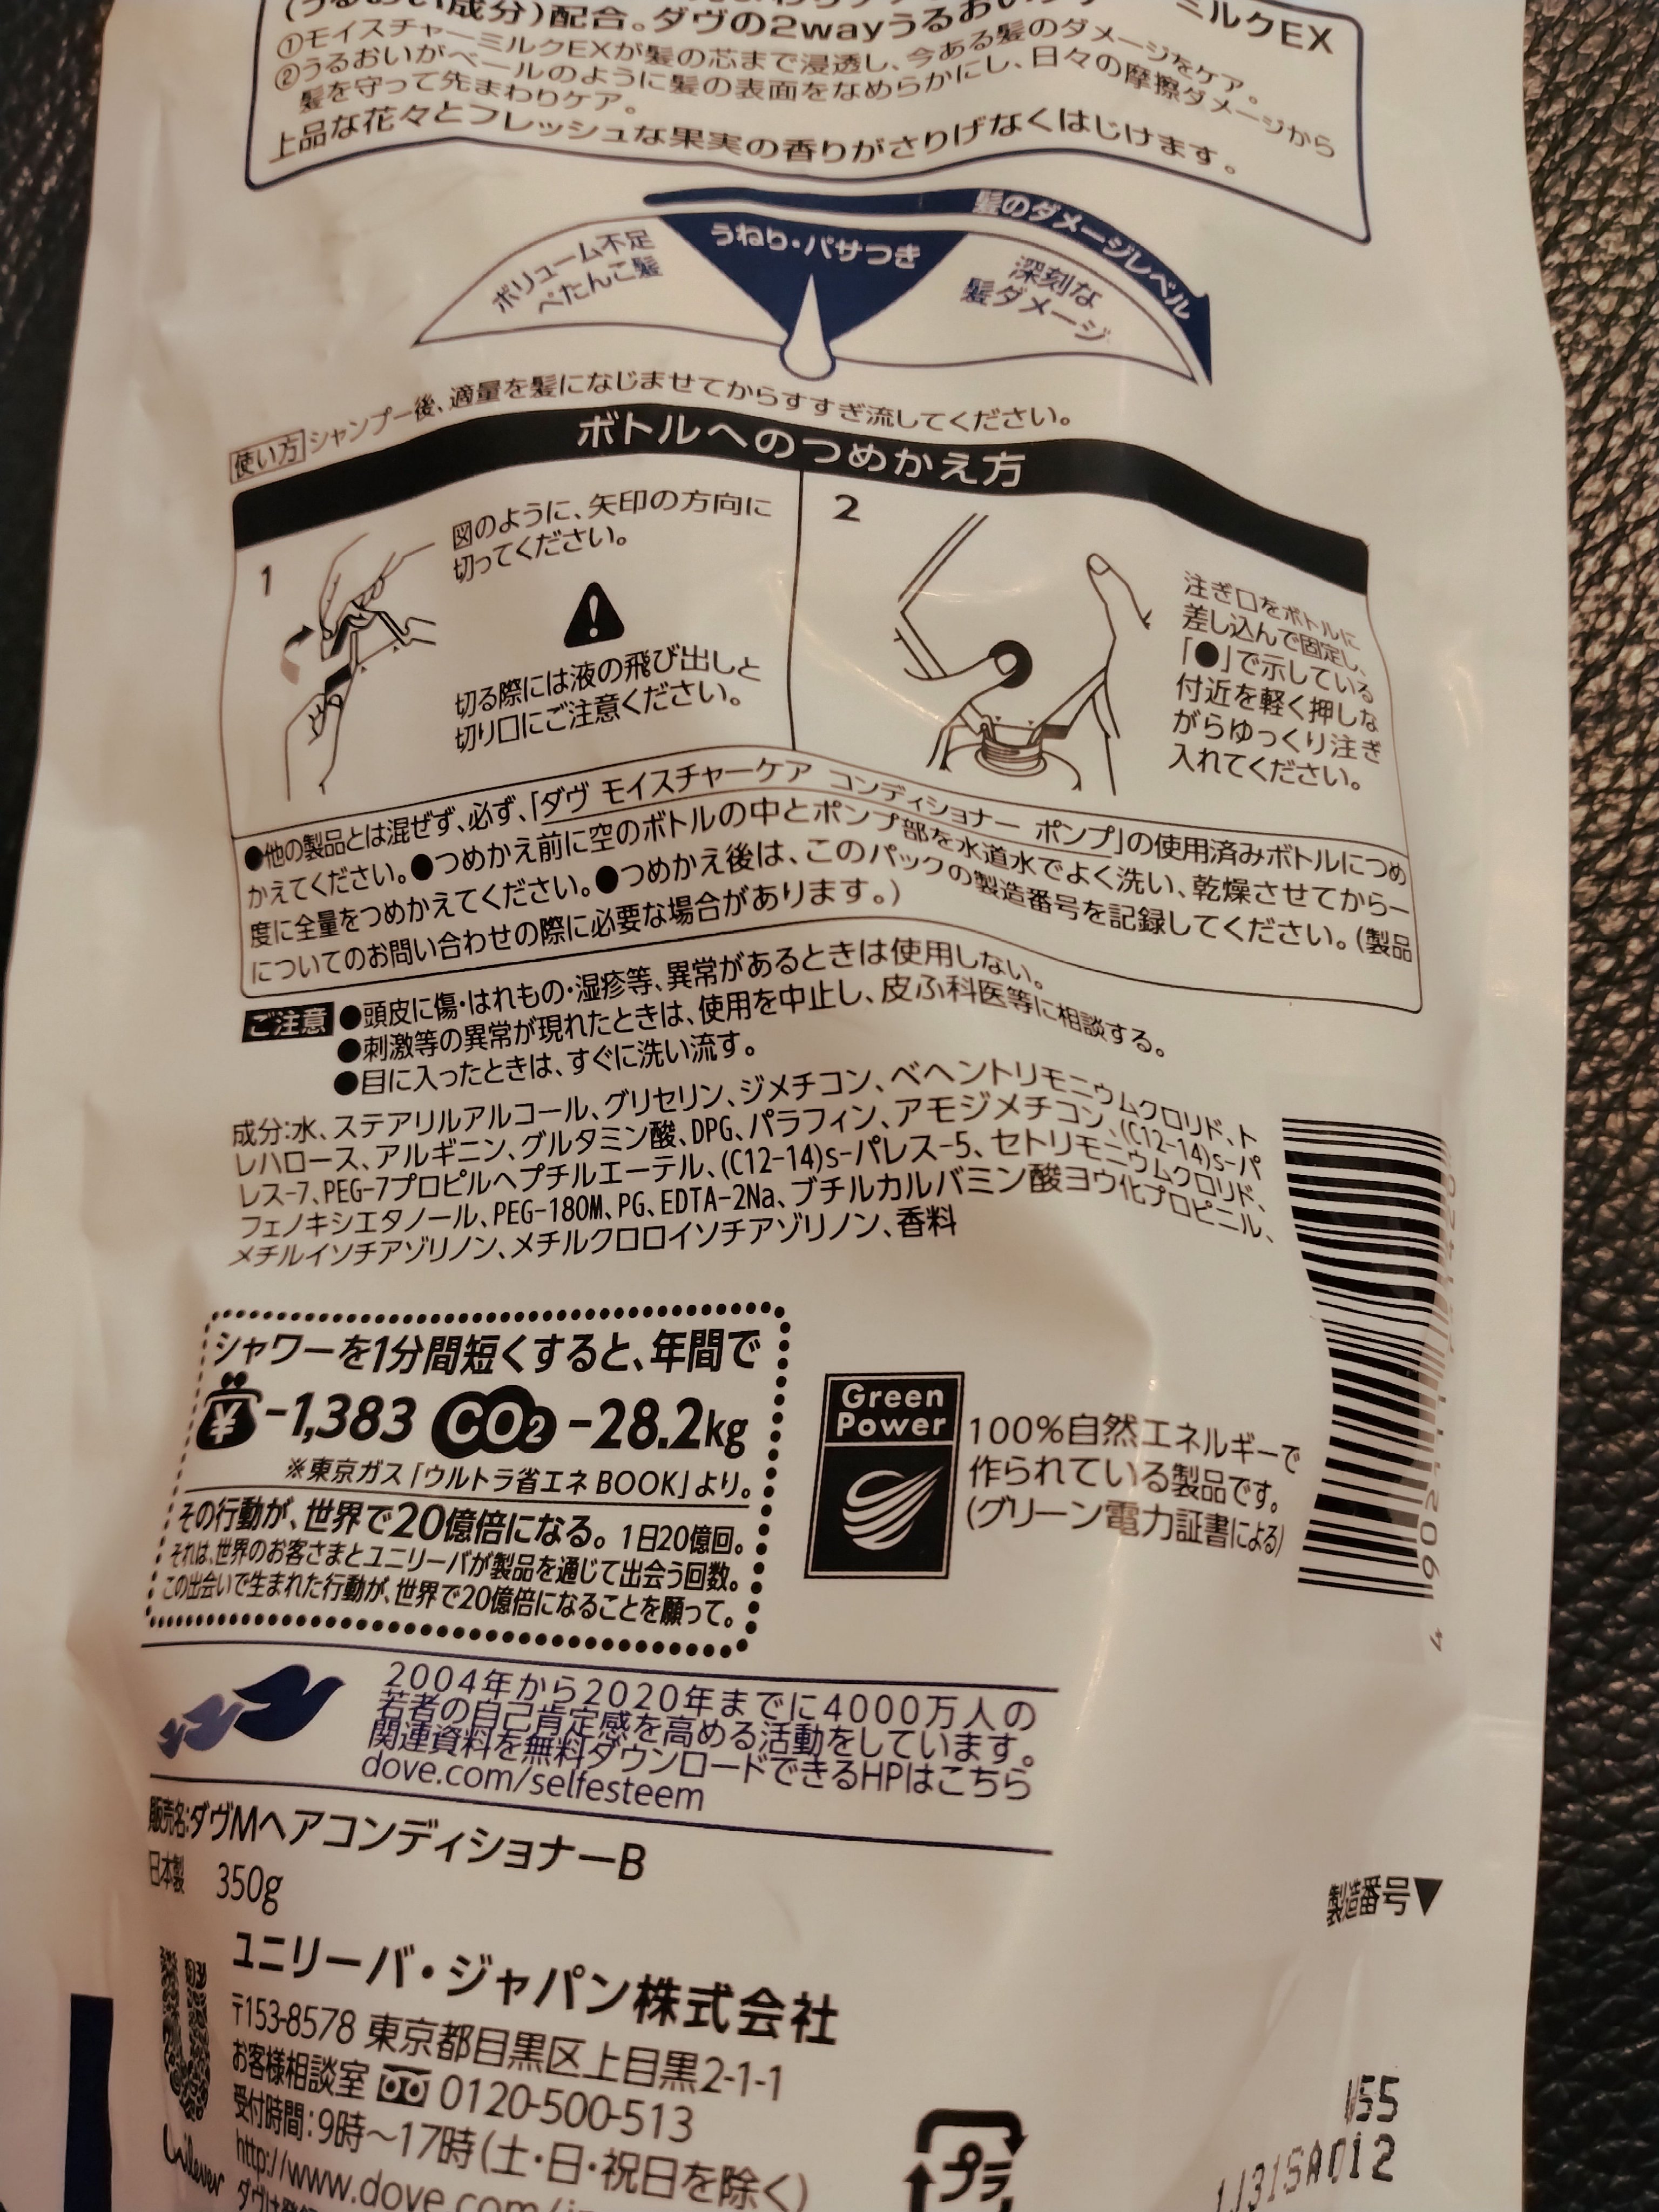 (うるおい成分)配合。ダヴの2wayうるおい
ミルクEX
①モイスチャーミルクEXが髪の芯まで浸透し、今ある髪のダメージをケア。
②うるおいがベールのように髪の表面をなめらかにし、日々の摩擦ダメージから
髪を守って先まわりケア。
上品な花々とフレッシュな果実の香りがさりげなくはじけます。
髪のダメージレベル
ボリューム不足
ぺたんこ髪
うねり・パサつき
深刻な
髪ダメージ
使い方 シャンプー後、適量を髪になじませてからすすぎ流してください。
ボトルへのつめかえ方
1
図のように、矢印の方向に
切ってください。
切る際には液の飛び出しと
切り口にご注意ください。
2
注ぎ口をボトルに
差し込んで固定し、
「●」で示している
付近を軽く押しな
がらゆっくり注ぎ
入れてください。
●他の製品とは混ぜず、必ず、「ダヴ モイスチャーケア コンディショナー ポンプ」の使用済みボトルにつめ
かえてください。●つめかえ前に空のボトルの中とポンプ部を水道水でよく洗い、乾燥させてから一
度に全量をつめかえてください。●つめかえ後は、このパックの製造番号を記録してください。(製品
についてのお問い合わせの際に必要な場合があります。)
ご注意 ●頭皮に傷・はれもの・湿疹等、異常があるときは使用しない。
●刺激等の異常が現れたときは、使用を中止し、皮ふ科医等に相談する。
●目に入ったときは、すぐに洗い流す。
成分:水、ステアリルアルコール、グリセリン、ジメチコン、ベヘントリモニウムクロリド、ト
レハロース、アルギニン、グルタミン酸、DPG、パラフィン、アモジメチコン、(C12-14)s-パ
レス-7、PEG-7プロピルヘプチルエーテル、(C12-14)s-パレス-5、セトリモニウムクロリド、
フェノキシエタノール、PEG-180M、PG、EDTA-2Na、ブチルカルバミン酸ヨウ化プロピニル、
メチルイソチアゾリノン、メチルクロロイソチアゾリノン、香料
シャワーを1分間短くすると、年間で
¥-1,383 CO2-28.2kg
※東京ガス「ウルトラ省エネ BOOK」より。
その行動が、世界で20億倍になる。1日20億回。
それは、世界のお客さまとユニリーバが製品を通じて出会う回数。
この出会いで生まれた行動が、世界で20億倍になることを願って。
Green
Power
100%自然エネルギーで
作られている製品です。
(グリーン電力証書による)
2004年から2020年までに4000万人の
若者の自己肯定感を高める活動をしています。
関連資料を無料ダウンロードできるHPはこちら
dove.com/selfesteem
販売名:ダヴMヘアコンディショナーB
日本製 350g
製造番号▼
ユニリーバ・ジャパン株式会社
〒153-8578 東京都目黒区上目黒2-1-1
お客様相談室 0120-500-513
受付時間:9時～17時(土・日・祝日を除く)
Unilever
プラ